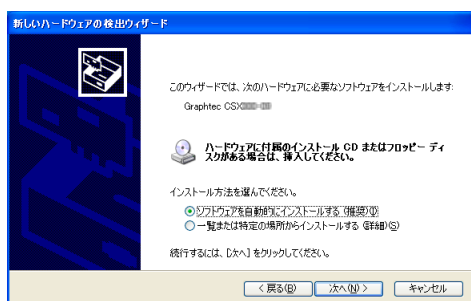 新しいハードウェアの検出ウィザード
このウィザードでは、次のハードウェアに必要なソフトウェアをインストールします:
Graphtec CSX
ハードウェアに付属のインストール CD またはフロッピー ディ
スクがある場合は、挿入してください。
インストール方法を選んでください。
ソフトウェアを自動的にインストールする (推奨)(I)
一覧または特定の場所からインストールする (詳細)(S)
続行するには、[次へ] をクリックしてください。
< 戻る(B) 次へ(N) > キャンセル